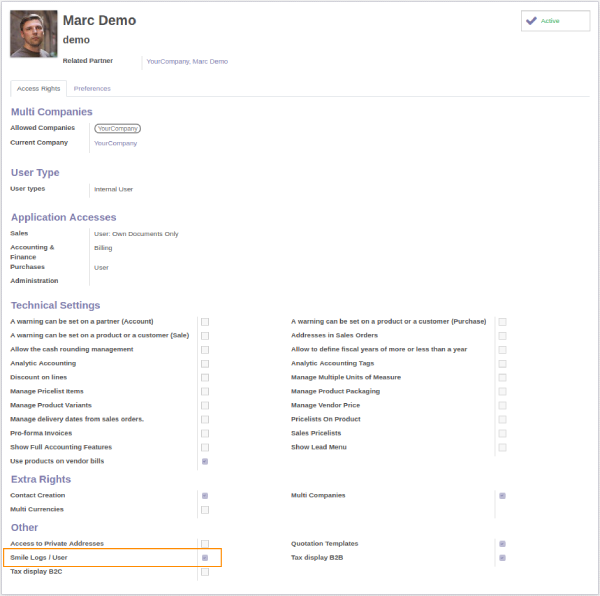 Marc Demo
Active
demo
Related Partner YourCompany, Marc Demo
Access Rights Preferences
Multi Companies
Allowed Companies YourCompany
Current Company YourCompany
User Type
User types Internal User
Application Accesses
Sales User: Own Documents Only
Accounting & Billing
Finance
Purchases User
Administration
Technical Settings
A warning can be set on a partner (Account) A warning can be set on a product or a customer (Purchase)
A warning can be set on a product or a customer (Sale) Addresses in Sales Orders
Allow the cash rounding management Allow to define fiscal years of more or less than a year
Analytic Accounting Analytic Accounting Tags
Discount on lines Manage Multiple Units of Measure
Manage Pricelist Items Manage Product Packaging
Manage Product Variants Manage Vendor Price
Manage delivery dates from sales orders. Pricelists On Product
Pro-forma Invoices Sales Pricelists
Show Full Accounting Features Show Lead Menu
Use products on vendor bills
Extra Rights
Contact Creation Multi Companies
Multi Currencies
Other
Access to Private Addresses Quotation Templates
Smile Logs / User Tax display B2B
Tax display B2C